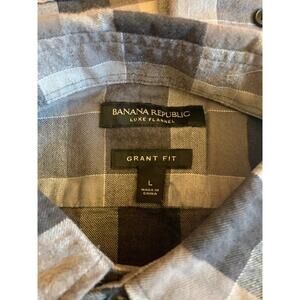 BANANA REPUBLIC
LUXE FLANNEL
GRANT FIT
L
MADE IN
CHINA